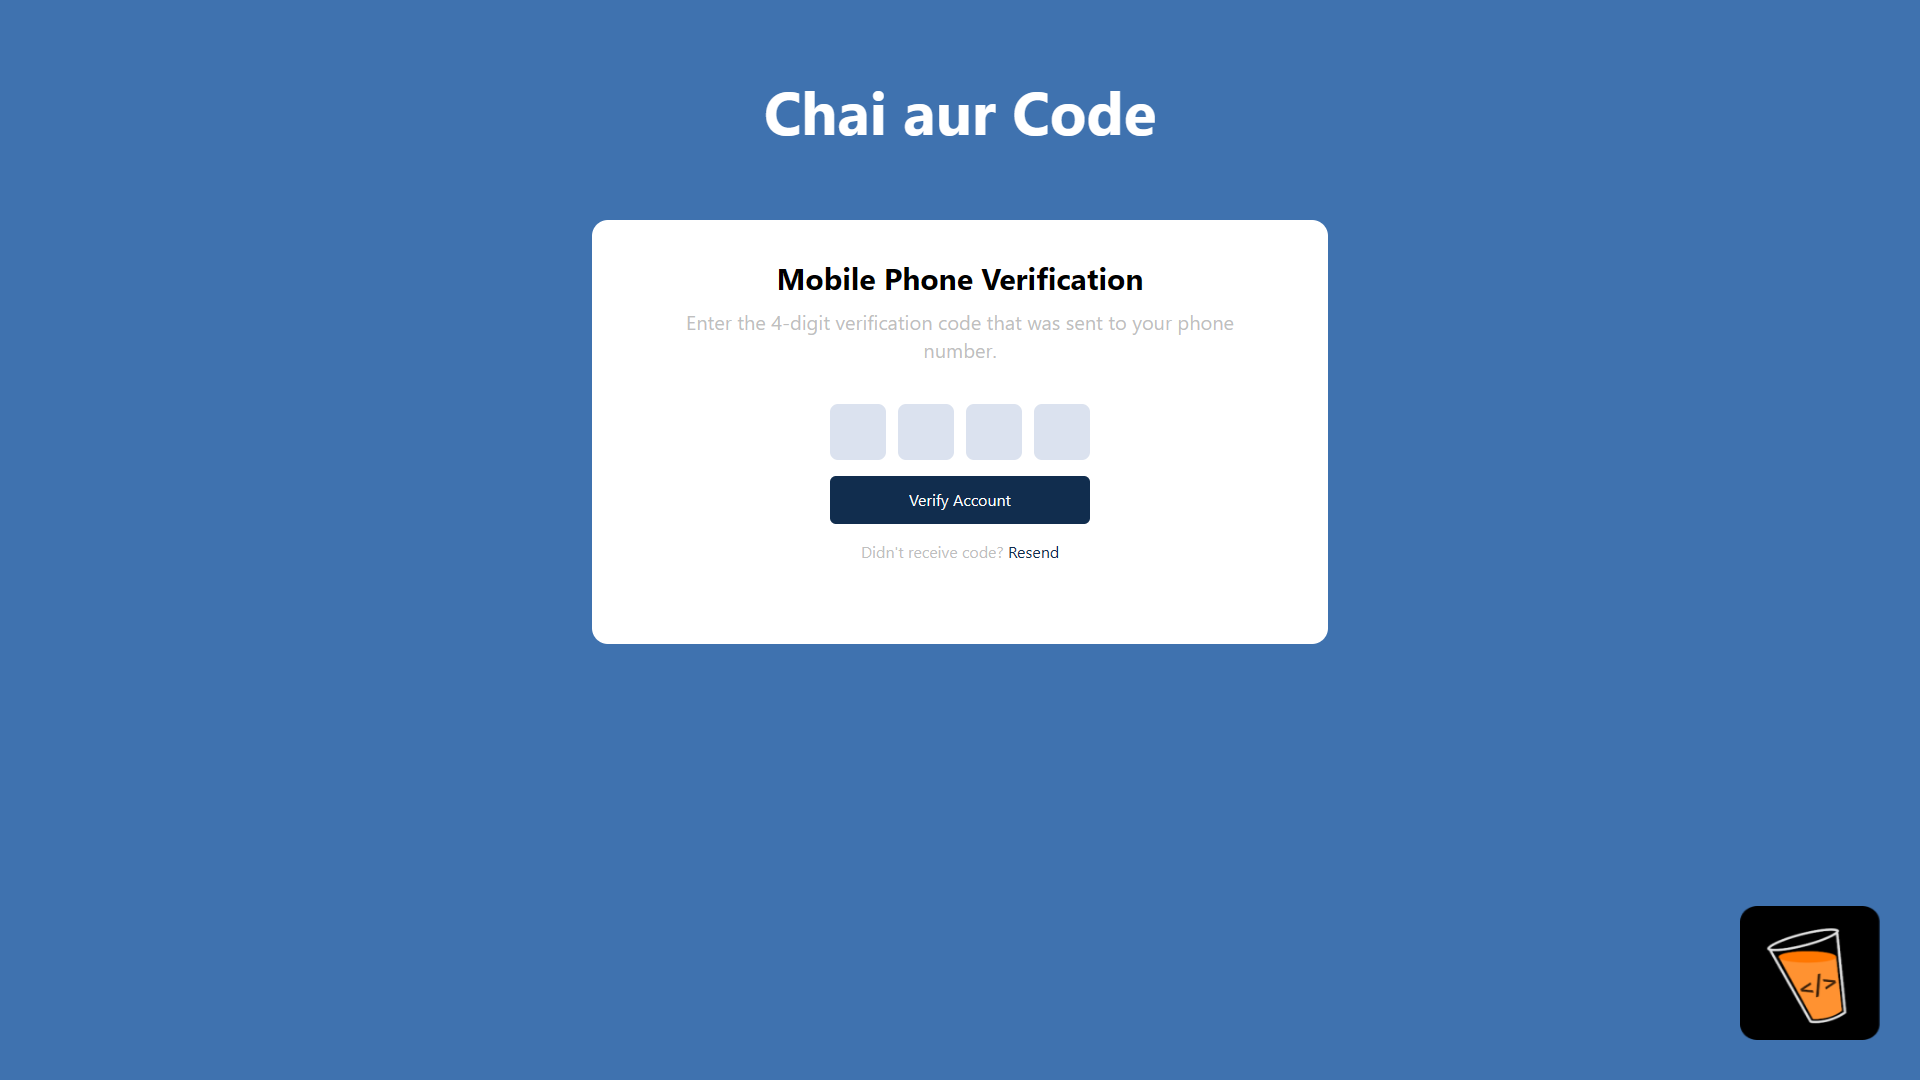 Chai aur Code
Mobile Phone Verification
Enter the 4-digit verification code that was sent to your phone
number.
Verify Account
Didn't receive code? Resend
</>